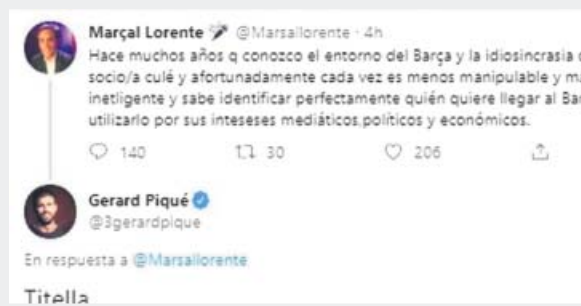 Marçal Lorente @Marsallorente · 4h
Hace muchos años q conozco el entorno del Barça y la idiosincrasia
socio/a culé y afortunadamente cada vez es menos manipulable y
inetligente y sabe identificar perfectamente quién quiere llegar al
utilizarlo por sus inteseses mediáticos,políticos y económicos.
140 30 206
Gerard Piqué
@3gerardpique
En respuesta a @Marsallorente
Titella